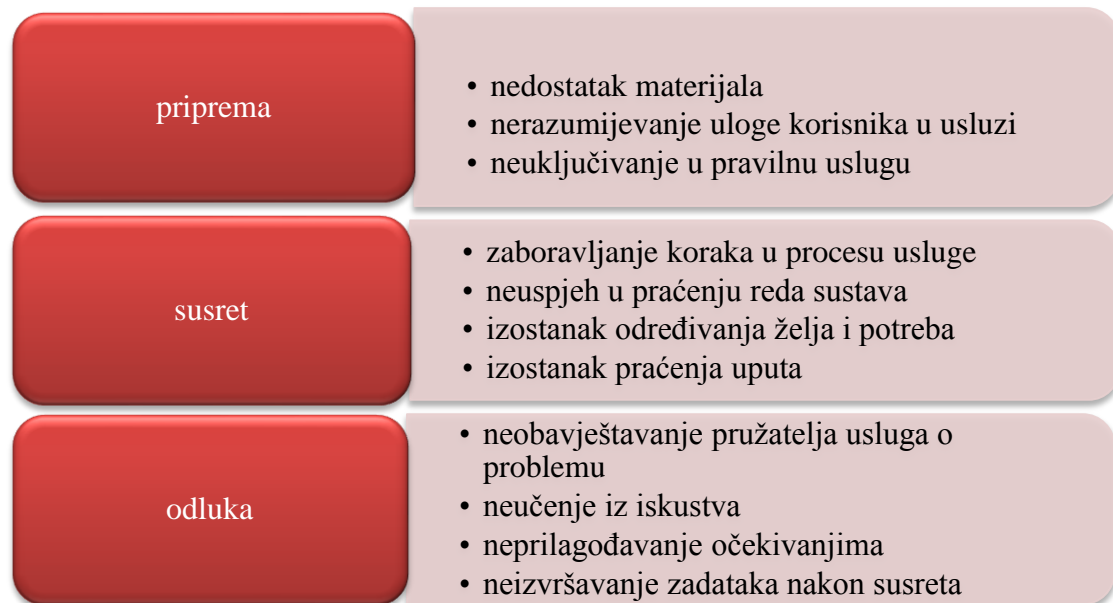 priprema
• nedostatak materijala
• nerazumijevanje uloge korisnika u usluzi
• neuključivanje u pravilnu uslugu
susret
• zaboravljanje koraka u procesu usluge
• neuspjeh u praćenju reda sustava
• izostanak određivanja želja i potreba
• izostanak praćenja uputa
odluka
• neobavještavanje pružatelja usluga o
problemu
• neučenje iz iskustva
• neprilagođavanje očekivanjima
• neizvršavanje zadataka nakon susreta